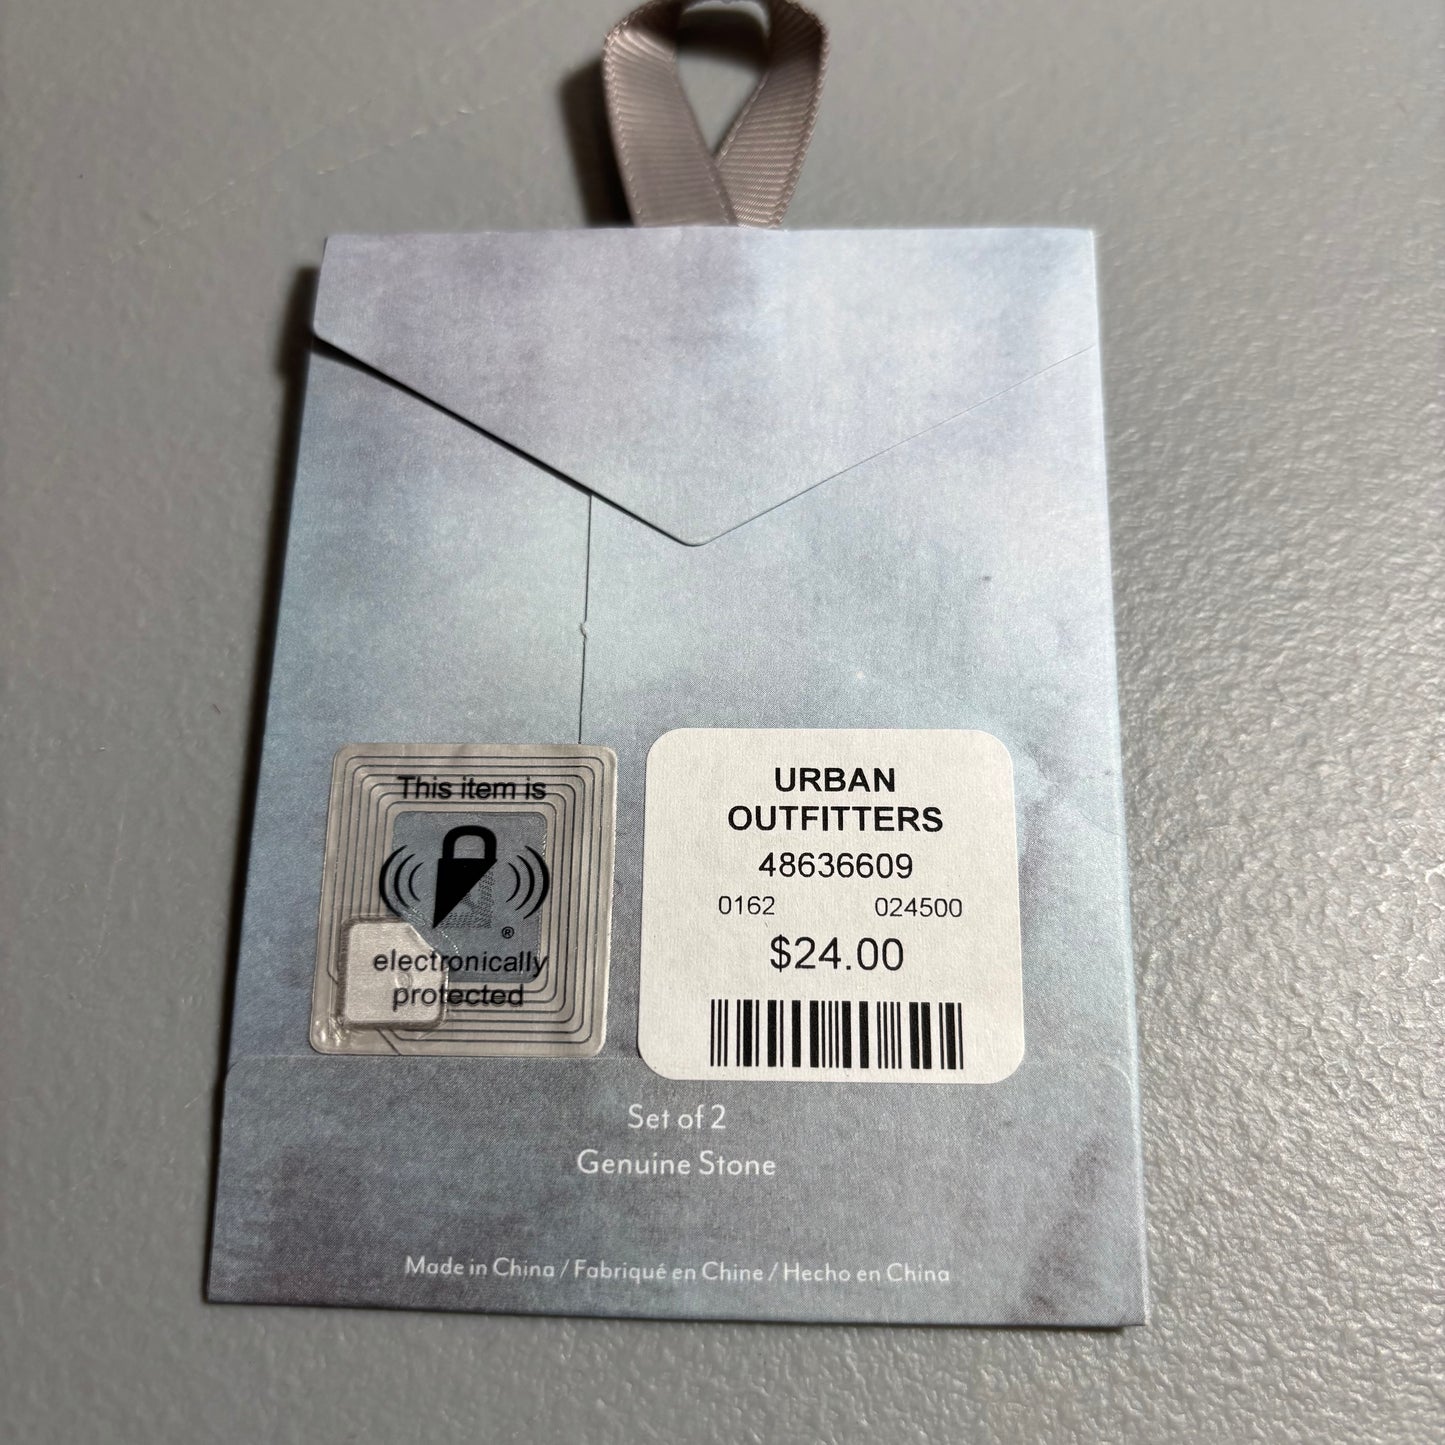 This item is
®
electronically
protected
URBAN
OUTFITTERS
48636609
0162 024500
$24.00
Set of 2
Genuine Stone
Made in China / Fabriqué en Chine / Hecho en China